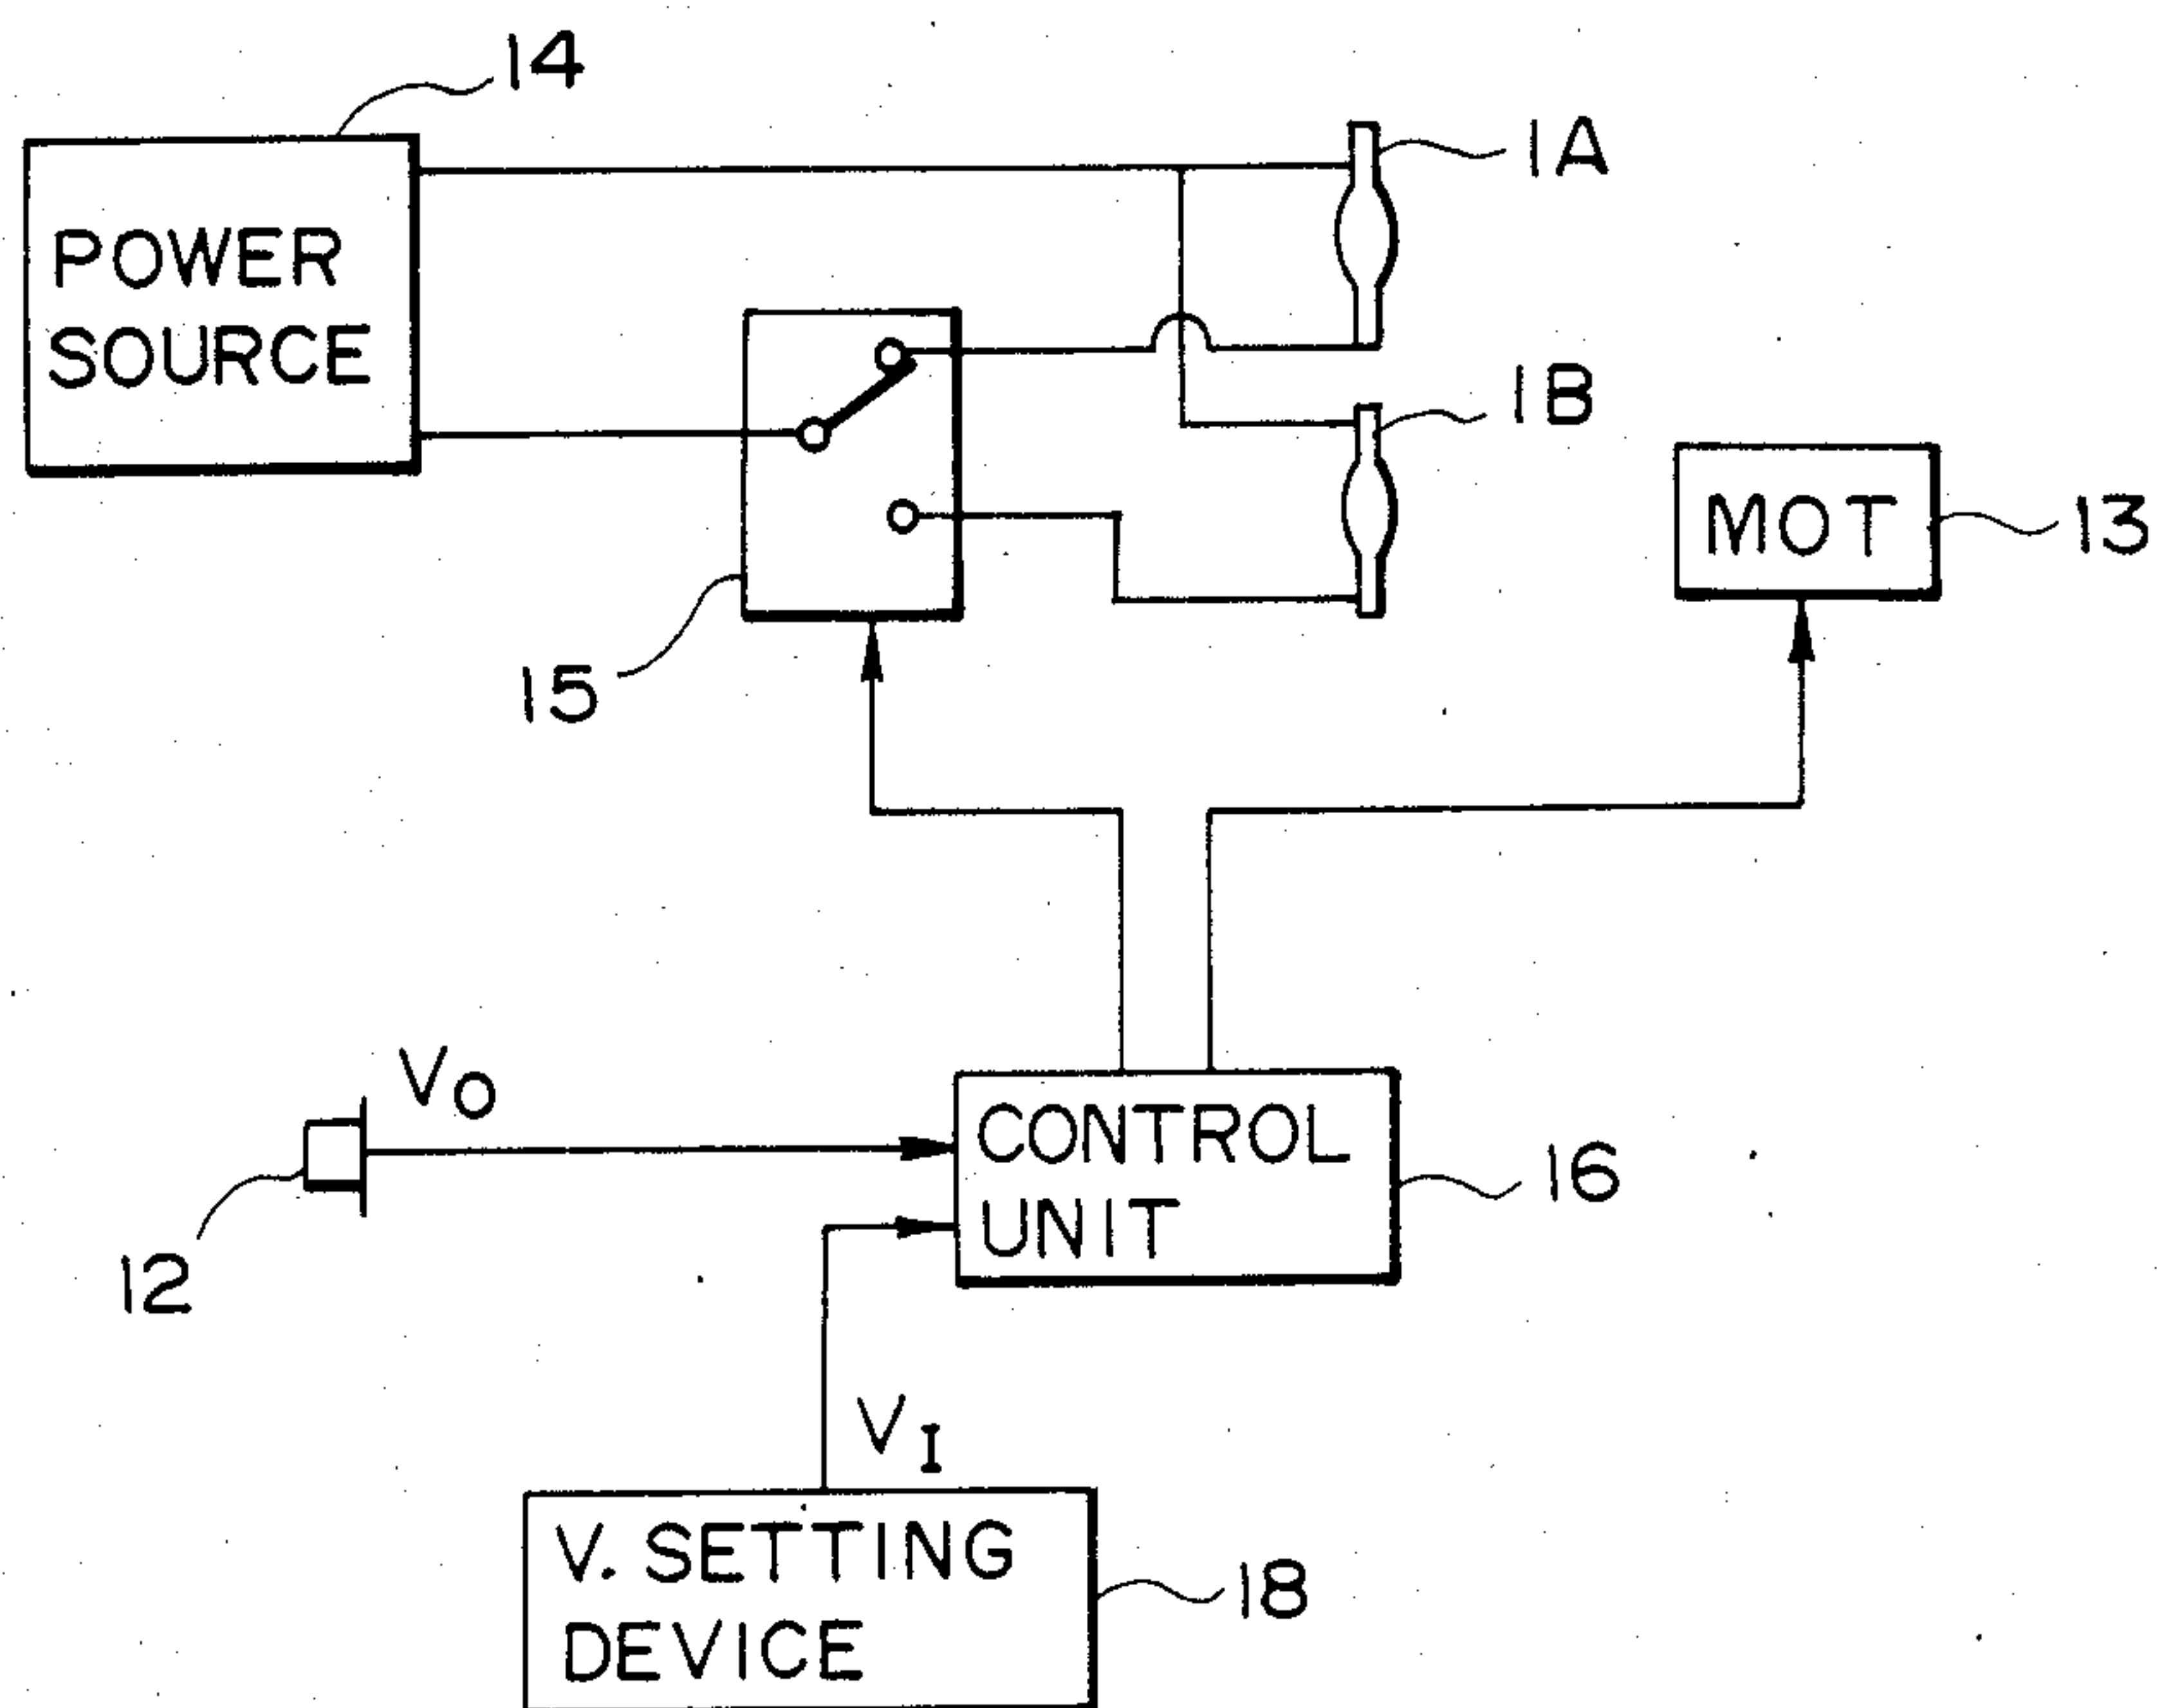 14
POWER
SOURCE
1A
1B
MOT
13
15
VO
CONTROL
UNIT
16
12
VI
V. SETTING
DEVICE
18